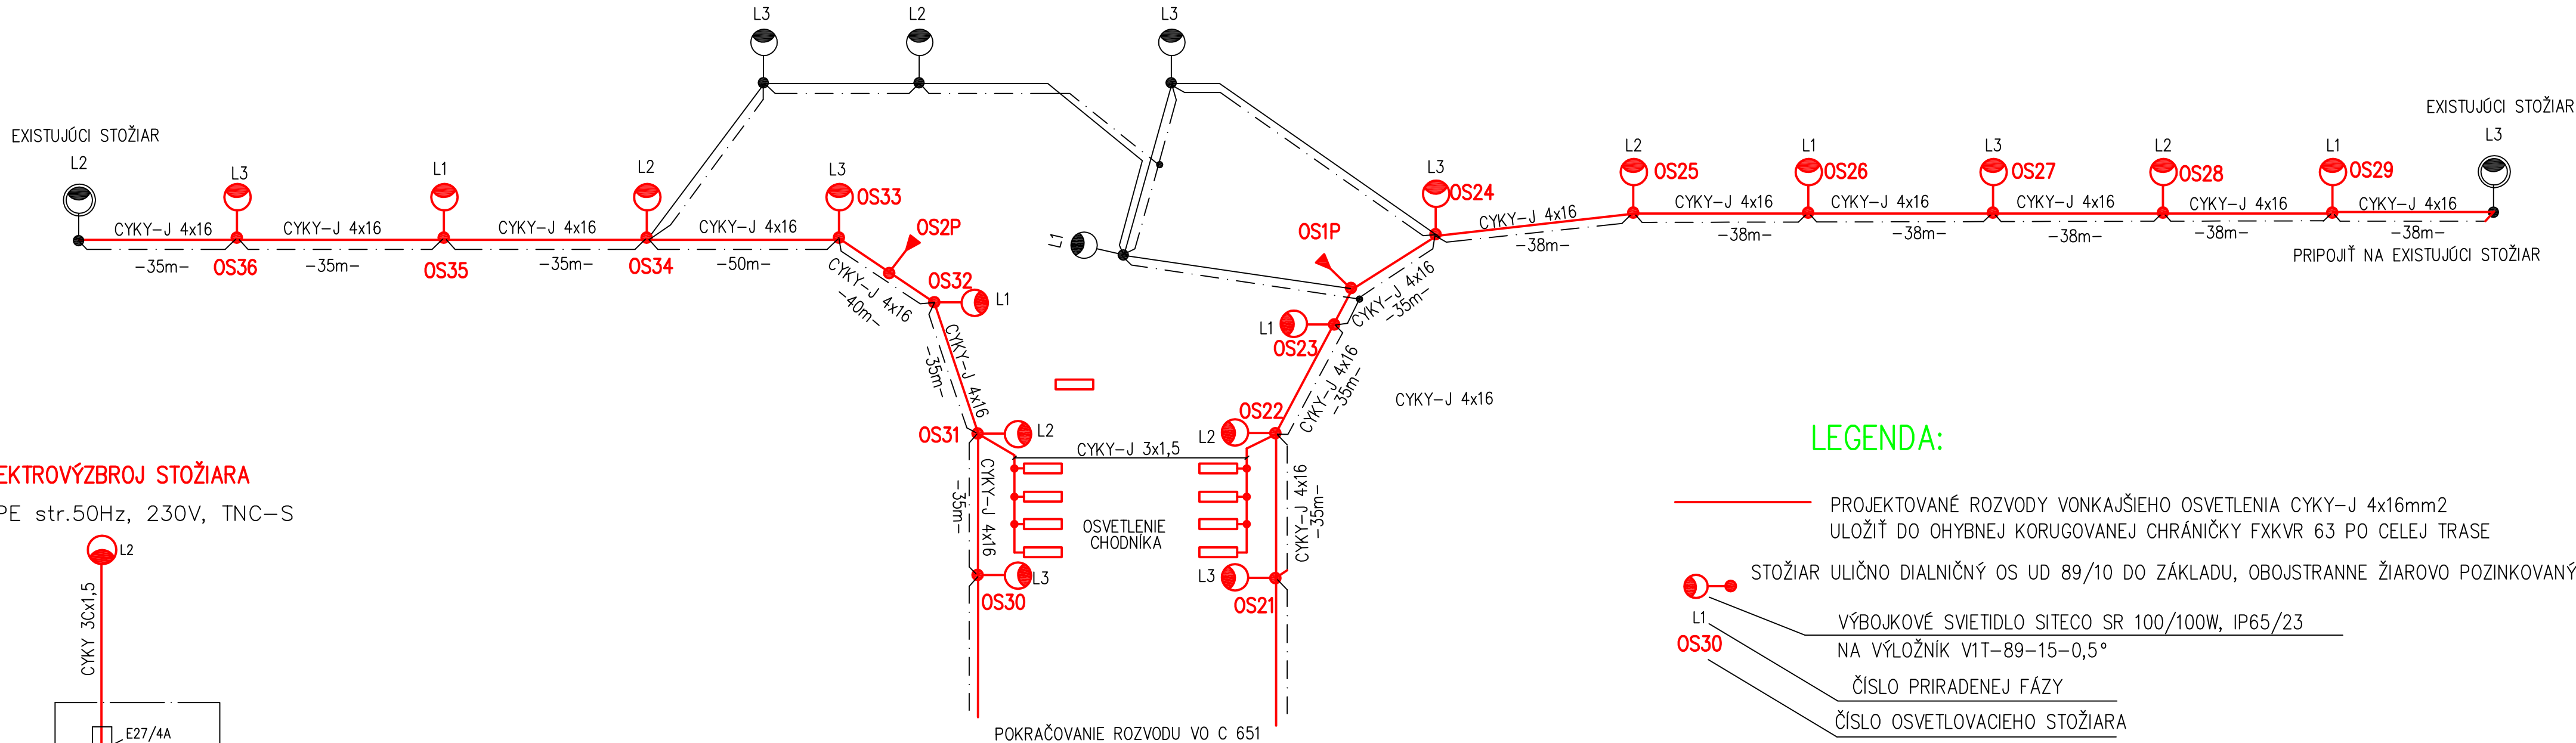 L3
L2
L3
EXISTUJÚCI STOŽIAR
L2
L3
L1
L2
L3
OS33
OS2P
CYKY-J 4x16
CYKY-J 4x16
CYKY-J 4x16
CYKY-J 4x16
-35m-
OS36
-35m-
OS35
-35m-
OS34
-50m-
CYKY-J 4x16
-40m-
OS32
L1
L1
CYKY-J 4x16
-35m-
OS31
L2
CYKY-J 4x16
-35m-
OS30
L3
EXISTUJÚCI STOŽIAR
L3
L3
OS24
L2
OS25
L1
OS26
L3
OS27
L2
OS28
L1
OS29
CYKY-J 4x16
CYKY-J 4x16
CYKY-J 4x16
CYKY-J 4x16
CYKY-J 4x16
CYKY-J 4x16
-38m-
-38m-
-38m-
-38m-
-38m-
-38m-
PRIPOJIŤ NA EXISTUJÚCI STOŽIAR
OS1P
CYKY-J 4x16
-35m-
L1
OS23
CYKY-J 4x16
-35m-
CYKY-J 4x16
OS22
L2
CYKY-J 3x1,5
CYKY-J 4x16
-35m-
OSVETLENIE
CHODNÍKA
L3
OS21
POKRAČOVANIE ROZVODU VO C 651
EKTROVÝZBROJ STOŽIARA
PE str.50Hz, 230V, TNC-S
L2
CYKY 3Cx1,5
E27/4A
LEGENDA:
PROJEKTOVANÉ ROZVODY VONKAJŠIEHO OSVETLENIA CYKY-J 4x16mm2
ULOŽIŤ DO OHYBNEJ KORUGOVANEJ CHRÁNIČKY FXKVR 63 PO CELEJ TRASE
STOŽIAR ULIČNO DIALNIČNÝ OS UD 89/10 DO ZÁKLADU, OBOJSTRANNE ŽIAROVO POZINKOVANÝ
L1
VÝBOJKOVÉ SVIETIDLO SITECO SR 100/100W, IP65/23
OS30
NA VÝLOŽNÍK V1T-89-15-0,5°
ČÍSLO PRIRADENEJ FÁZY
ČÍSLO OSVETLOVACIEHO STOŽIARA